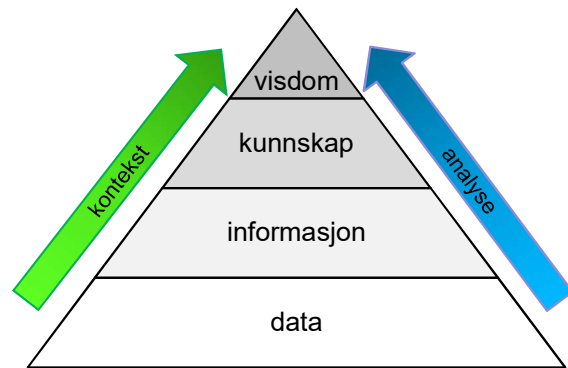 visdom
kunnskap
kontekst
analyse
informasjon
data